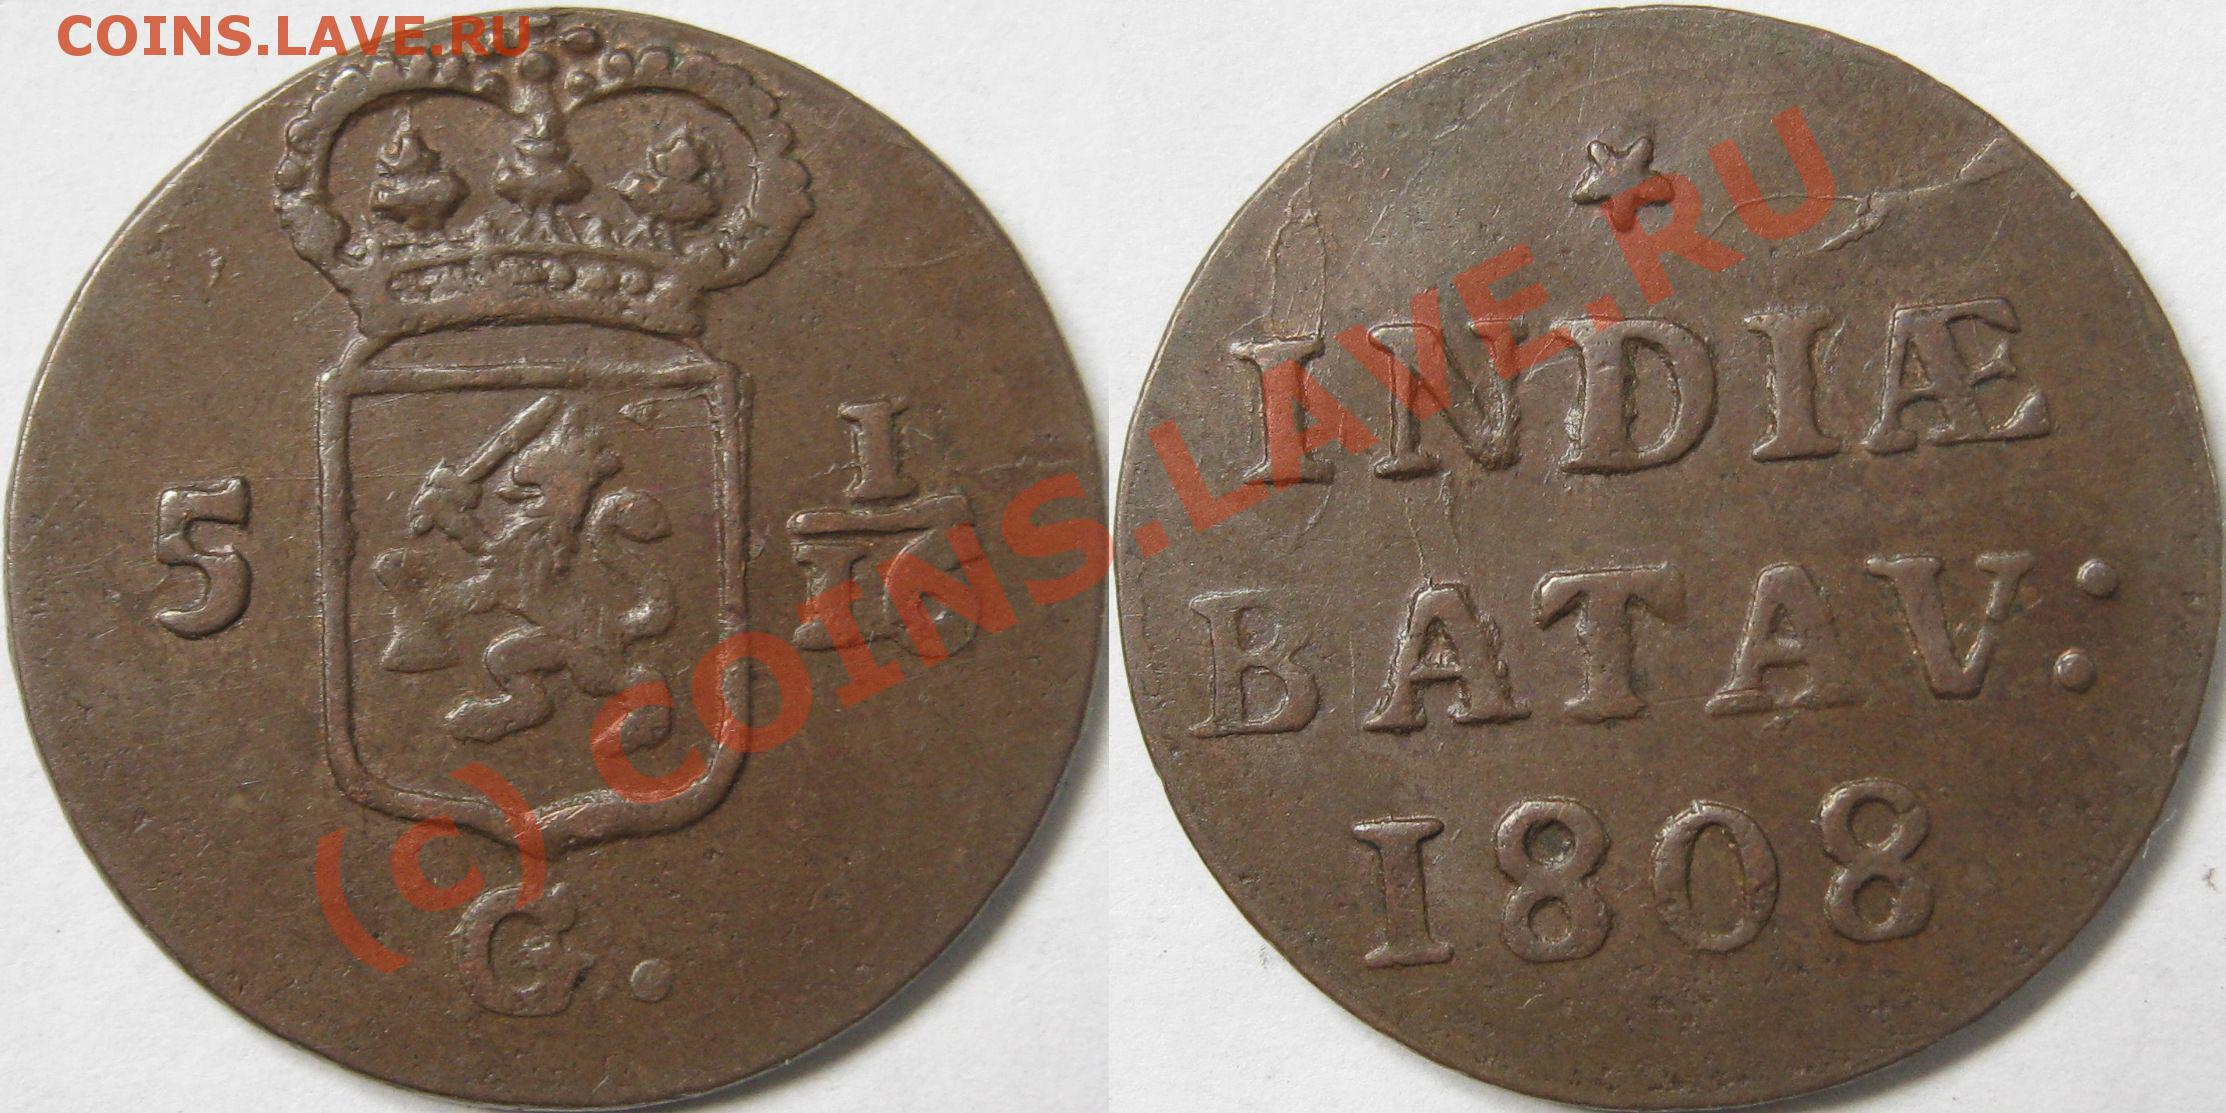 COINS.LAVE.RU
5 1/16
G.
INDIÆ
BATAV:
1808
(c) COINS.LAVE.RU